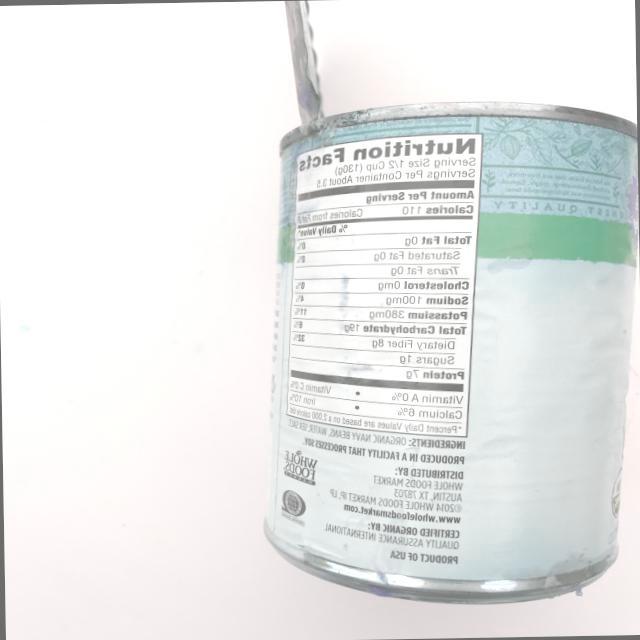 Nutrition Facts
Serving Size 1/2 Cup (130g)
Servings Per Container About 3.5
Amount Per Serving
Calories 110 Calories from Fat 0
% Daily Value*
Total Fat 0g 0%
Saturated Fat 0g 0%
Trans Fat 0g
Cholesterol 0mg 0%
Sodium 100mg 4%
Potassium 380mg 11%
Total Carbohydrate 19g 6%
Dietary Fiber 8g 32%
Sugars 1g
Protein 7g
Vitamin A 0% • Vitamin C 0%
Calcium 6% • Iron 10%
*Percent Daily Values are based on a 2,000 calorie
INGREDIENTS: ORGANIC NAVY BEANS, WATER, SEA SALT.
PRODUCED IN A FACILITY THAT PROCESSES SOY.
DISTRIBUTED BY:
WHOLE FOODS MARKET
AUSTIN, TX 78703
©2014 WHOLE FOODS MARKET IP, LP
www.wholefoodsmarket.com
CERTIFIED ORGANIC BY:
QUALITY ASSURANCE INTERNATIONAL
PRODUCT OF USA
WHOLE
FOODS
MARKET
QUALITY